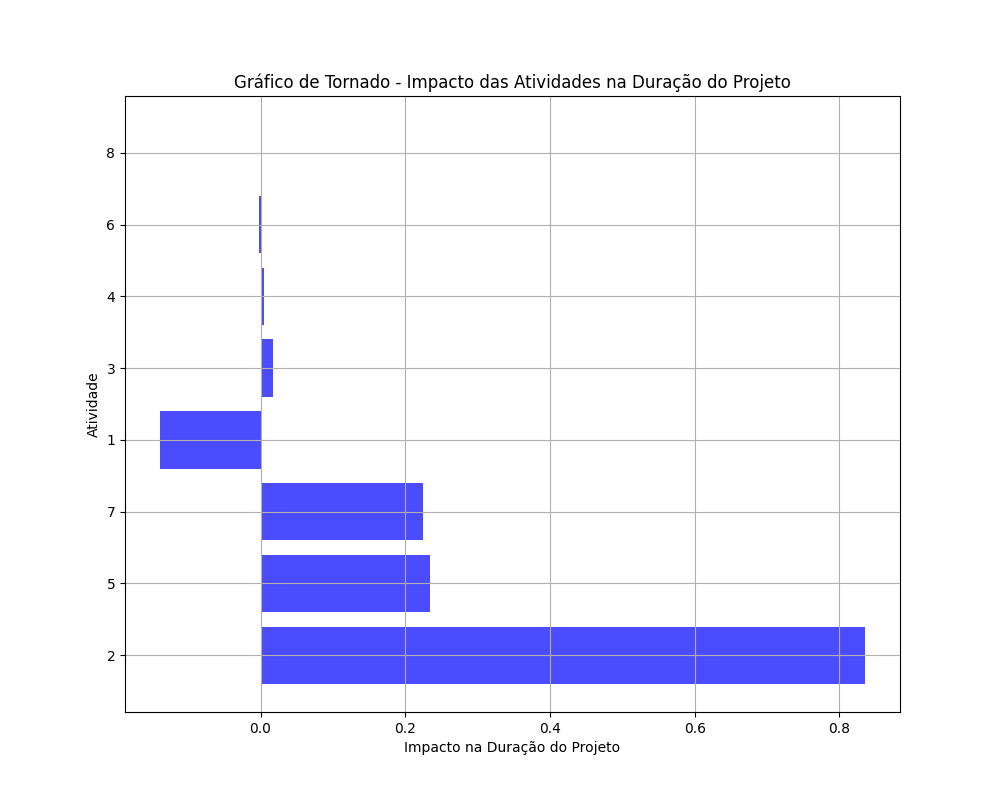 Gráfico de Tornado - Impacto das Atividades na Duração do Projeto
Atividade
8
6
4
3
1
7
5
2
0.0 0.2 0.4 0.6 0.8
Impacto na Duração do Projeto